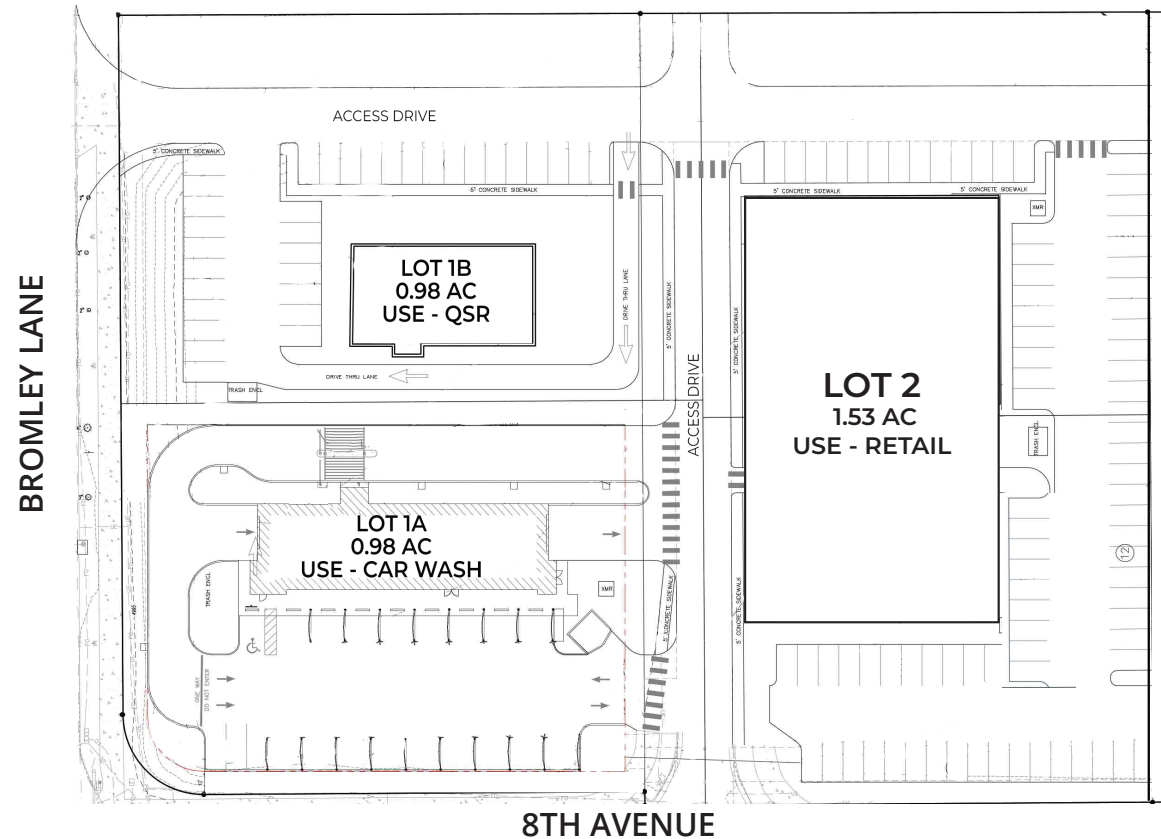 ACCESS DRIVE
5' CONCRETE SIDEWALK
5' CONCRETE SIDEWALK
5' CONCRETE SIDEWALK
5' CONCRETE SIDEWALK
XMR
LOT 1B
0.98 AC
USE - QSR
DRIVE THRU LANE
5' CONCRETE SIDEWALK
5' CONCRETE SIDEWALK
DRIVE THRU LANE
TRASH ENCL
ACCESS DRIVE
LOT 2
1.53 AC
USE - RETAIL
TRASH ENCL
BROMLEY LANE
LOT 1A
0.98 AC
USE - CAR WASH
TRASH ENCL
XMR
5' CONCRETE SIDEWALK
5' CONCRETE SIDEWALK
12
4985
ONE WAY
DO NOT ENTER
8TH AVENUE